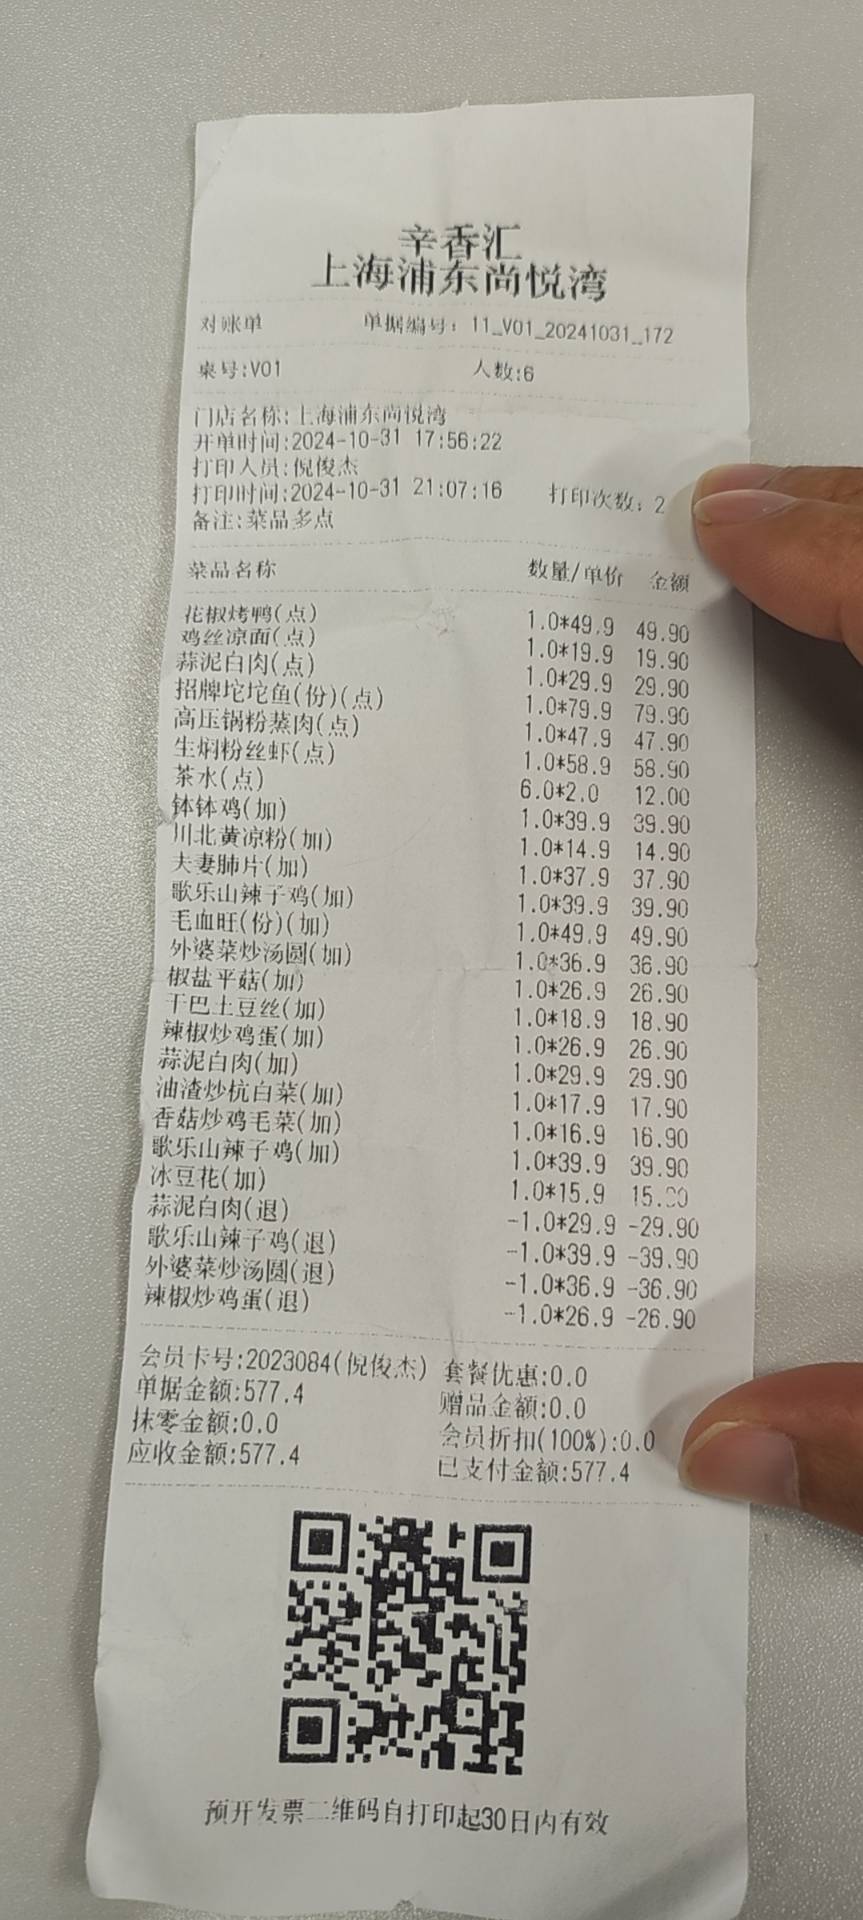 辛香汇
上海浦东尚悦湾
对账单 单据编号: 11_V01_20241031_172
桌号:V01 人数:6
门店名称:上海浦东尚悦湾
开单时间:2024-10-31 17:56:22
打印人员:倪俊杰
打印时间:2024-10-31 21:07:16 打印次数: 2
备注:菜品多点
菜品名称 数量/单价 金额
花椒烤鸭(点) 1.0*49.9 49.90
鸡丝凉面(点) 1.0*19.9 19.90
蒜泥白肉(点) 1.0*29.9 29.90
招牌坨坨鱼(份)(点) 1.0*79.9 79.90
高压锅粉蒸肉(点) 1.0*47.9 47.90
生焖粉丝虾(点) 1.0*58.9 58.90
茶水(点) 6.0*2.0 12.00
钵钵鸡(加) 1.0*39.9 39.90
川北黄凉粉(加) 1.0*14.9 14.90
夫妻肺片(加) 1.0*37.9 37.90
歌乐山辣子鸡(加) 1.0*39.9 39.90
毛血旺(份)(加) 1.0*49.9 49.90
外婆菜炒汤圆(加) 1.0*36.9 36.90
椒盐平菇(加) 1.0*26.9 26.90
干巴土豆丝(加) 1.0*18.9 18.90
辣椒炒鸡蛋(加) 1.0*26.9 26.90
蒜泥白肉(加) 1.0*29.9 29.90
油渣炒杭白菜(加) 1.0*17.9 17.90
香菇炒鸡毛菜(加) 1.0*16.9 16.90
歌乐山辣子鸡(加) 1.0*39.9 39.90
冰豆花(加) 1.0*15.9 15.90
蒜泥白肉(退) -1.0*29.9 -29.90
歌乐山辣子鸡(退) -1.0*39.9 -39.90
外婆菜炒汤圆(退) -1.0*36.9 -36.90
辣椒炒鸡蛋(退) -1.0*26.9 -26.90
会员卡号:2023084(倪俊杰) 套餐优惠:0.0
单据金额:577.4 赠品金额:0.0
抹零金额:0.0 会员折扣(100%):0.0
应收金额:577.4 已支付金额:577.4
预开发票二维码自打印起30日内有效